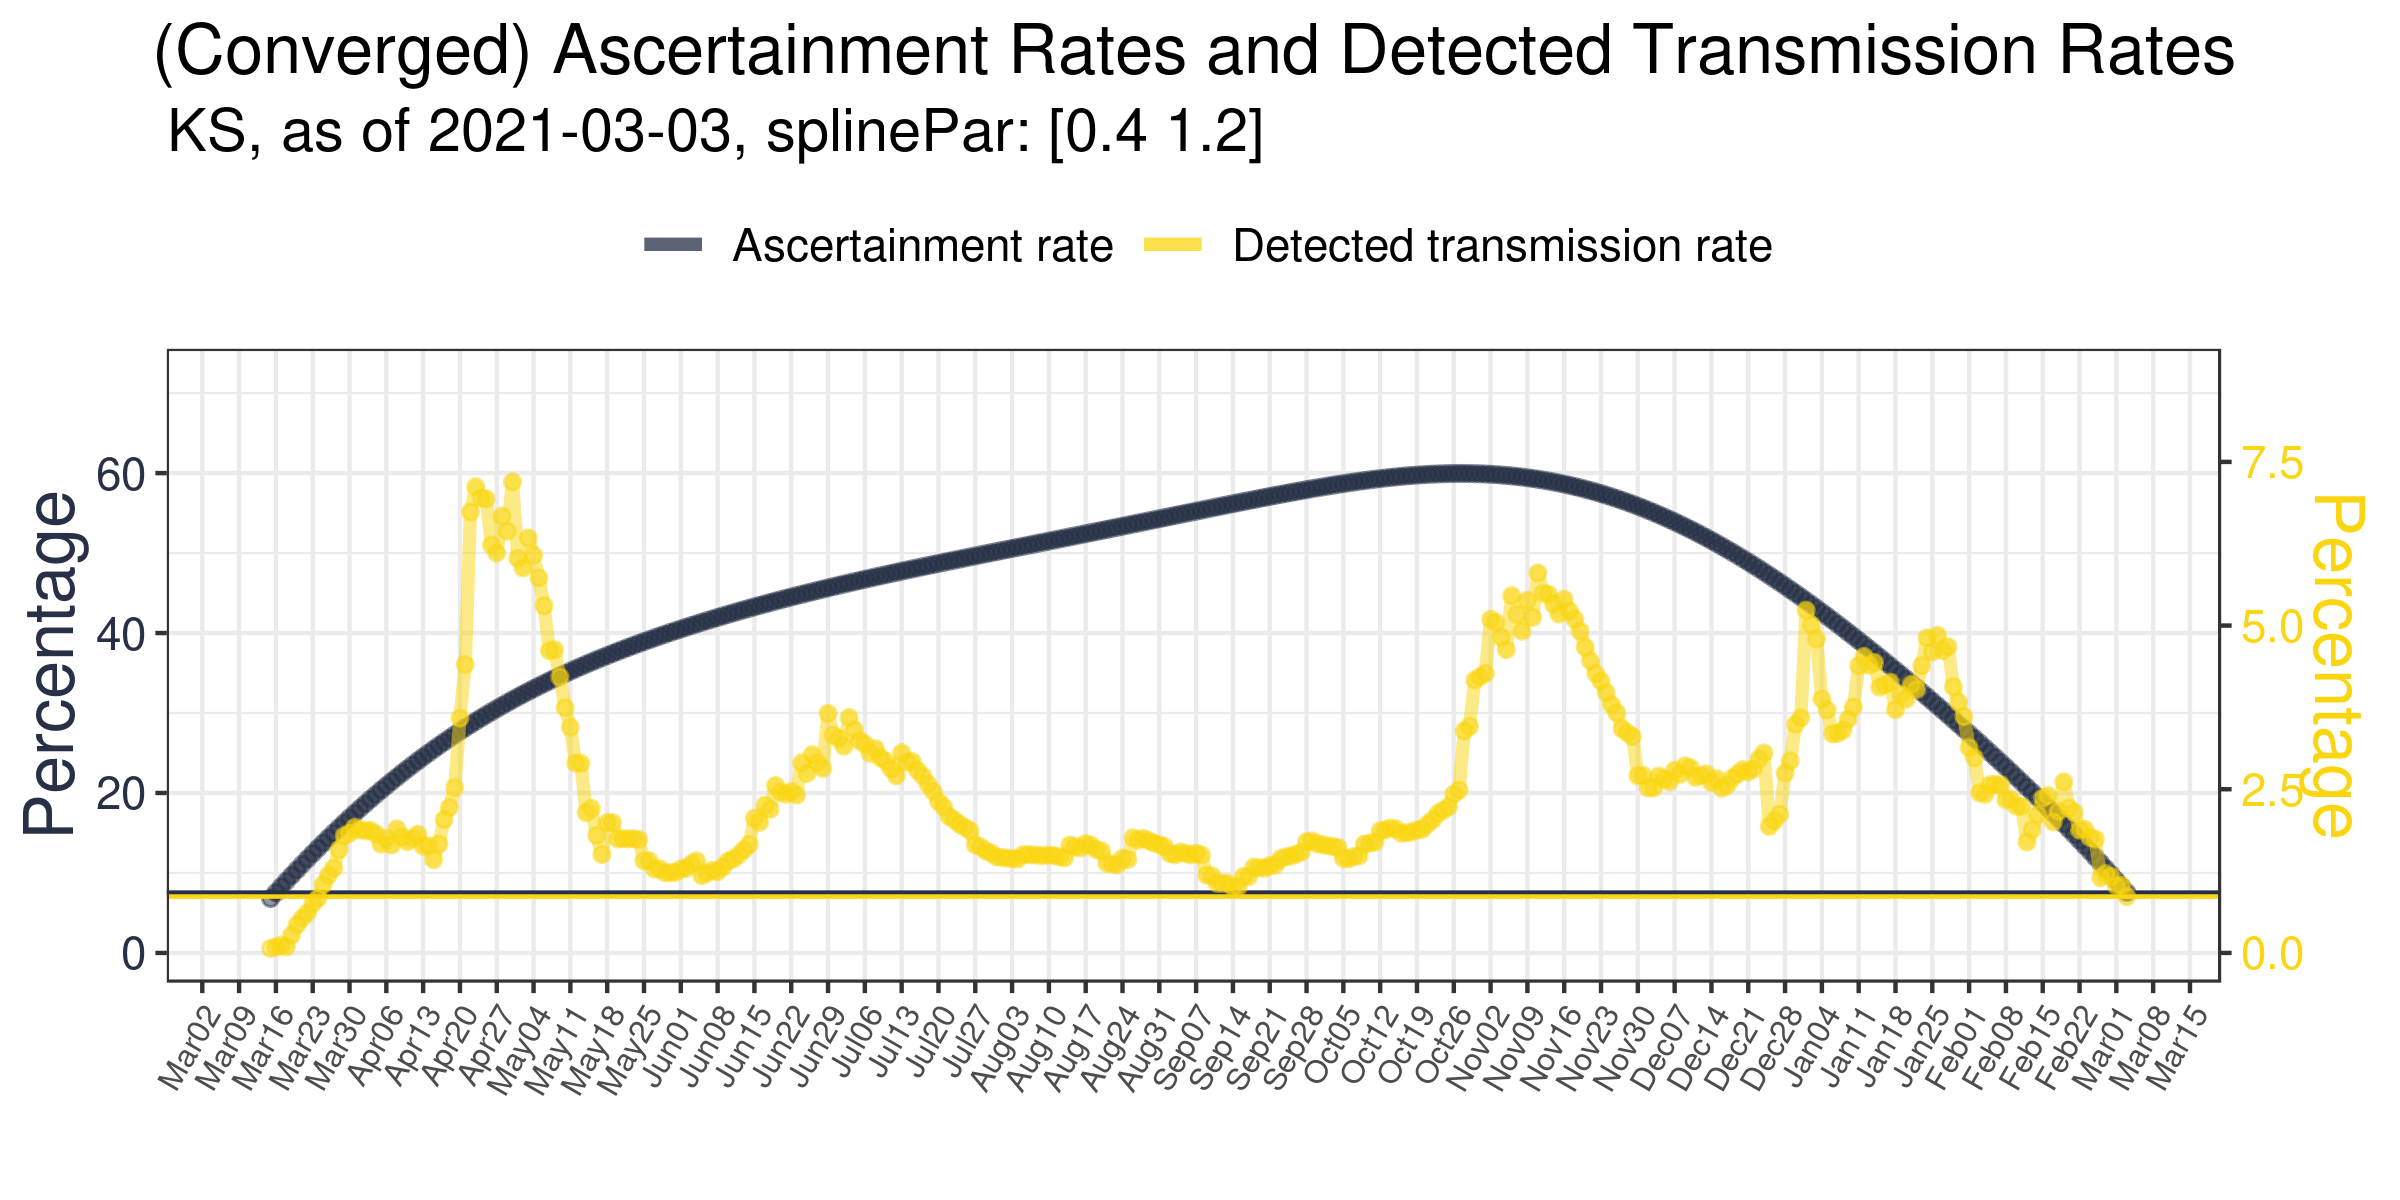 (Converged) Ascertainment Rates and Detected Transmission Rates
KS, as of 2021-03-03, splinePar: [0.4 1.2]
Ascertainment rate Detected transmission rate
Percentage
60
40
20
0
7.5
5.0
2.5
0.0
Percentage
Mar02
Mar09
Mar16
Mar23
Mar30
Apr06
Apr13
Apr20
Apr27
May04
May11
May18
May25
Jun01
Jun08
Jun15
Jun22
Jun29
Jul06
Jul13
Jul20
Jul27
Aug03
Aug10
Aug17
Aug24
Aug31
Sep07
Sep14
Sep21
Sep28
Oct05
Oct12
Oct19
Oct26
Nov02
Nov09
Nov16
Nov23
Nov30
Dec07
Dec14
Dec21
Dec28
Jan04
Jan11
Jan18
Jan25
Feb01
Feb08
Feb15
Feb22
Mar01
Mar08
Mar15